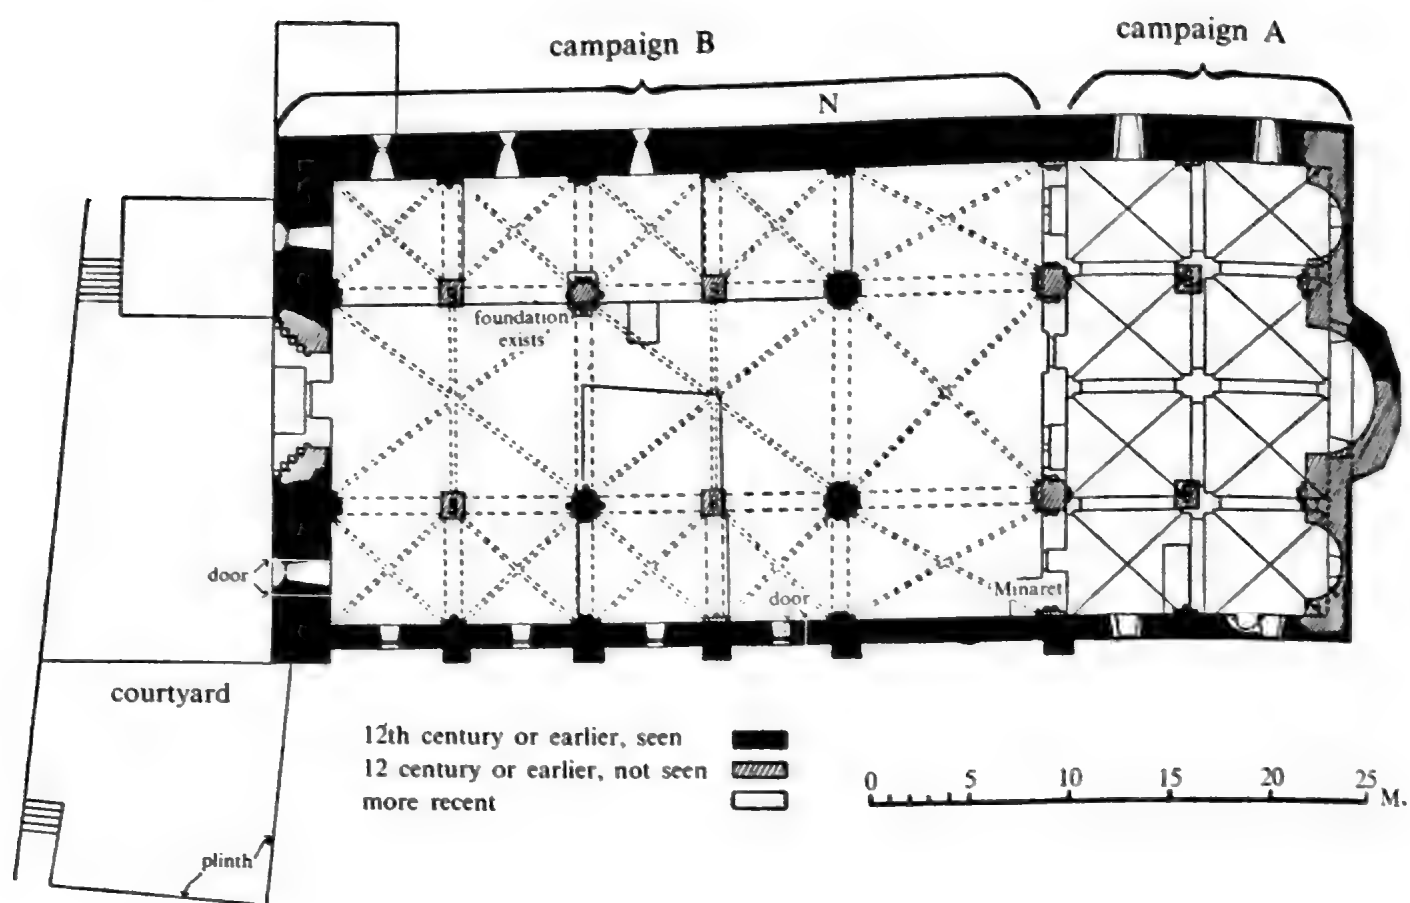 campaign B
campaign A
N
foundation
exists
door
door
Minaret
courtyard
plinth
12th century or earlier, seen
12 century or earlier, not seen
more recent
0 5 10 15 20 25 M.